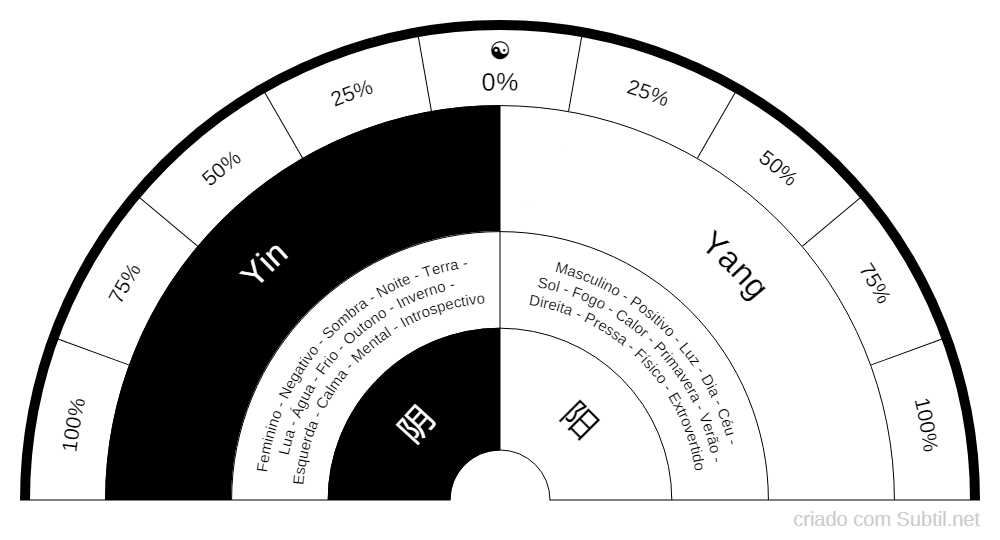 ☯
0%
25%
50%
75%
100%
25%
50%
75%
100%
Yin
Yang
Feminino - Negativo - Sombra - Noite - Terra -
Lua - Água - Frio - Outono - Inverno -
Esquerda - Calma - Mental - Introspectivo
Masculino - Positivo - Luz - Dia - Céu -
Sol - Fogo - Calor - Primavera - Verão -
Direita - Pressa - Físico - Extrovertido
阴
阳
criado com Subtil.net